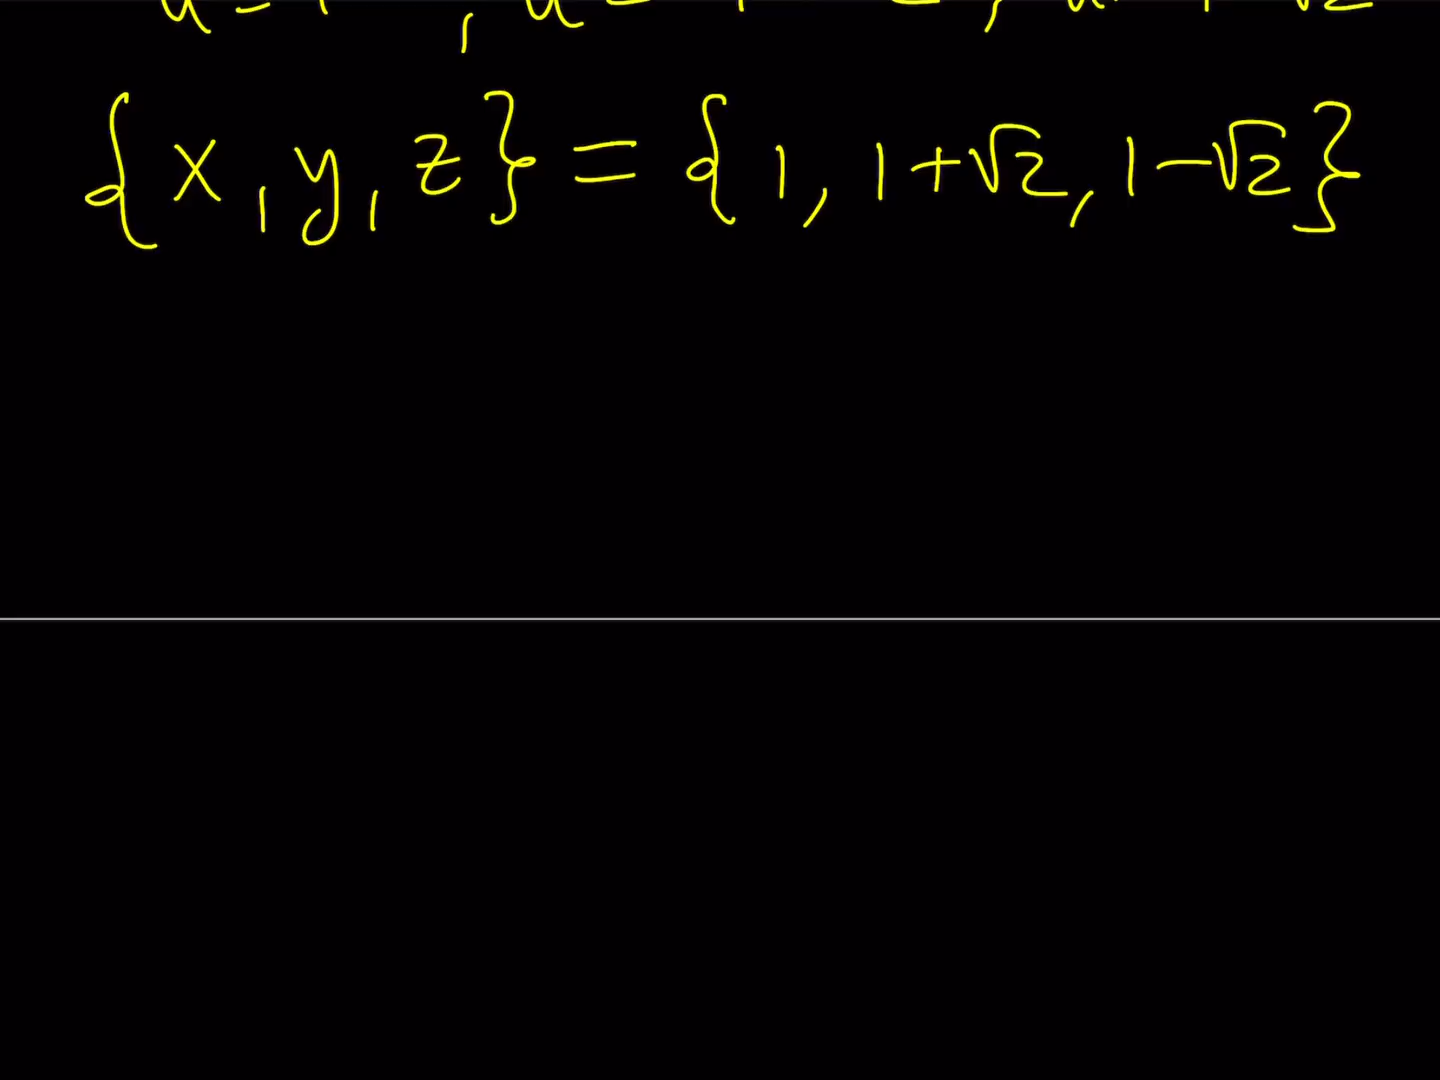 {x, y, z} = {1, 1+√2, 1-√2}